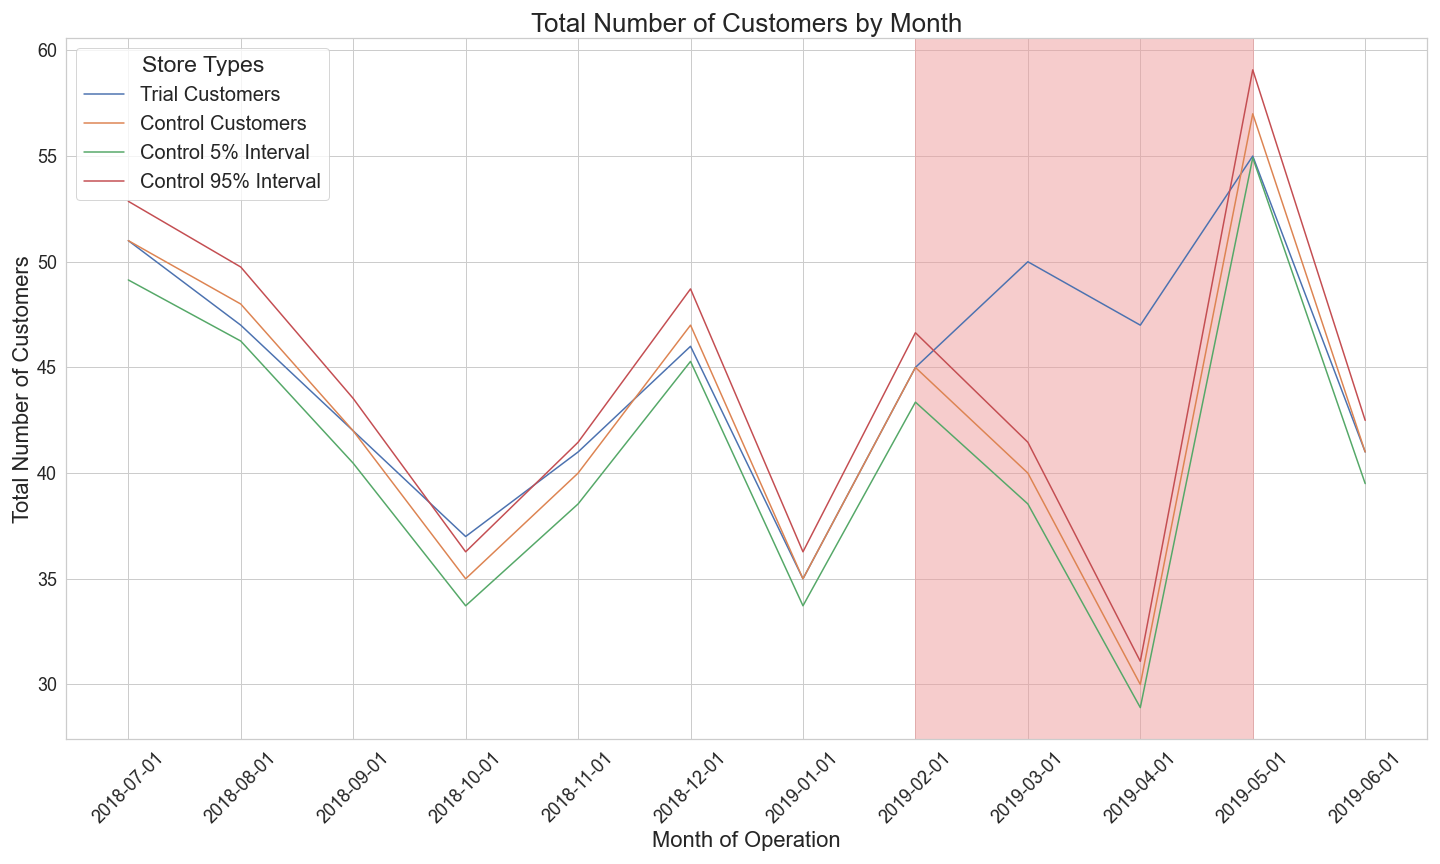 Total Number of Customers by Month
Store Types
Trial Customers
Control Customers
Control 5% Interval
Control 95% Interval
Total Number of Customers
60
55
50
45
40
35
30
2018-07-01
2018-08-01
2018-09-01
2018-10-01
2018-11-01
2018-12-01
2019-01-01
2019-02-01
2019-03-01
2019-04-01
2019-05-01
2019-06-01
Month of Operation